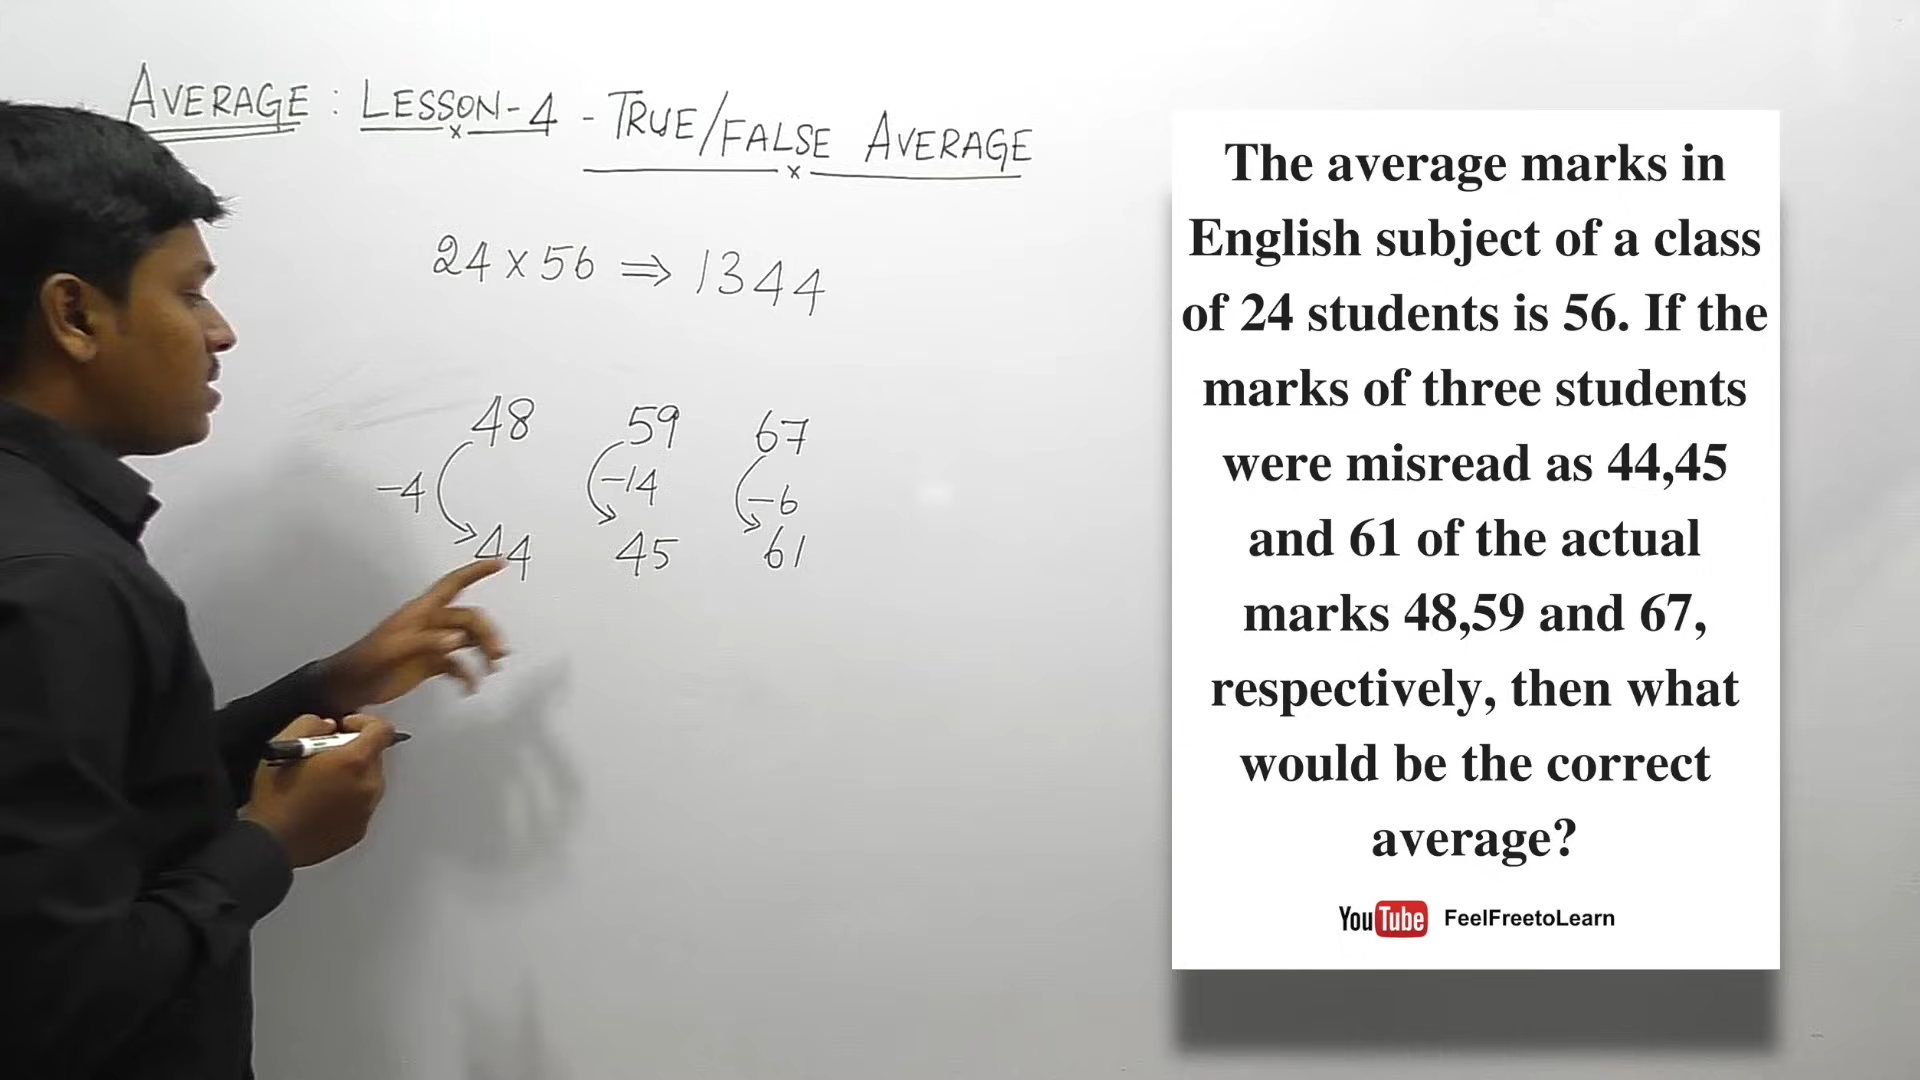 AVERAGE : LESSON-4 - TRUE/FALSE AVERAGE
24 x 56 ⇒ 1344
48 59 67
-4 -14 -6
44 45 61
The average marks in
English subject of a class
of 24 students is 56. If the
marks of three students
were misread as 44,45
and 61 of the actual
marks 48,59 and 67,
respectively, then what
would be the correct
average?
YouTube FeelFreetoLearn